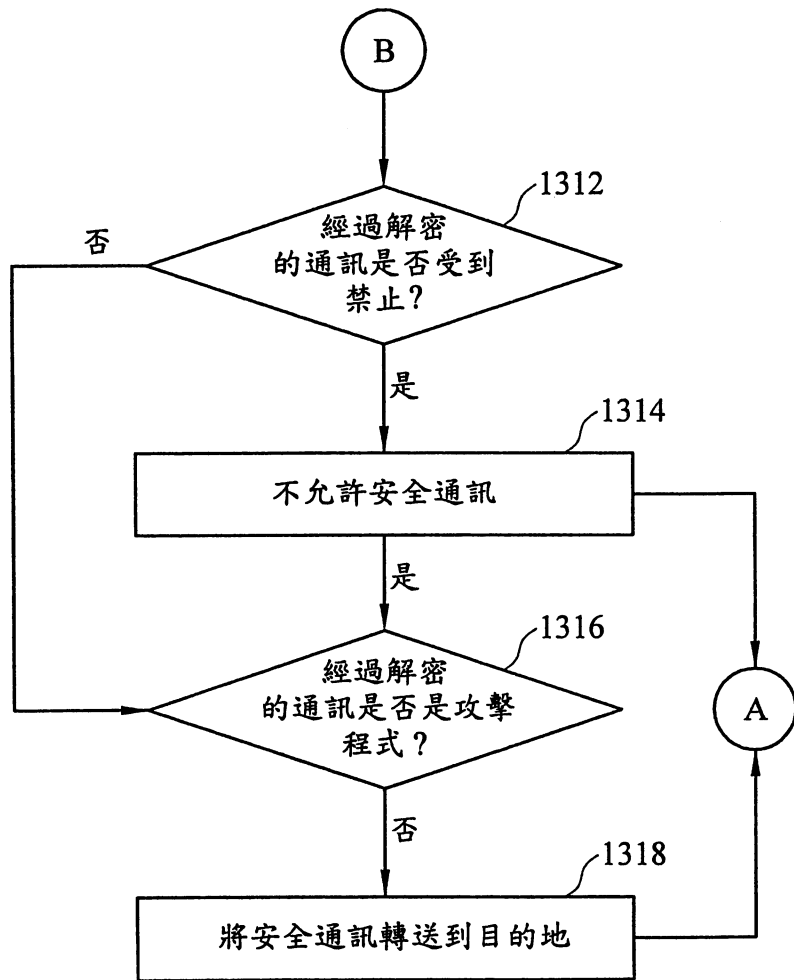 B
1312
經過解密
的通訊是否受到
禁止?
否
是
1314
不允許安全通訊
是
1316
經過解密
的通訊是否是攻擊
程式?
A
否
1318
將安全通訊轉送到目的地